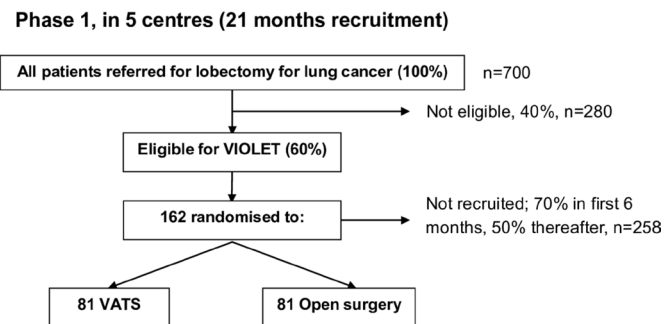 Phase 1, in 5 centres (21 months recruitment)
All patients referred for lobectomy for lung cancer (100%)
n=700
Not eligible, 40%, n=280
Eligible for VIOLET (60%)
Not recruited; 70% in first 6
months, 50% thereafter, n=258
162 randomised to:
81 VATS
81 Open surgery